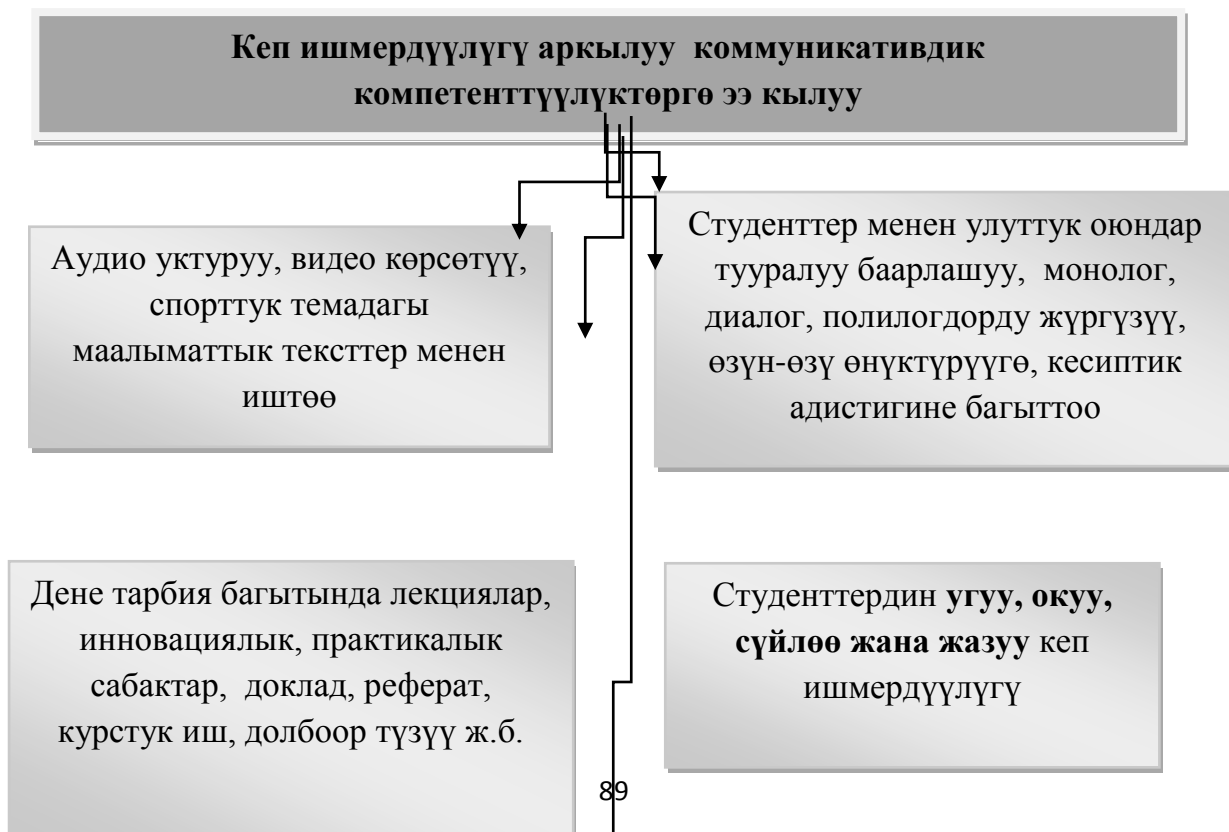 Кеп ишмердүүлүгү аркылуу коммуникативдик
компетенттүүлүктөргө ээ кылуу
Аудио уктуруу, видео көрсөтүү,
спорттук темадагы
маалыматтык тексттер менен
иштөө
Студенттер менен улуттук оюндар
тууралуу баарлашуу, монолог,
диалог, полилогдорду жүргүзүү,
өзүн-өзү өнүктүрүүгө, кесиптик
адистигине багыттоо
Дене тарбия багытында лекциялар,
инновациялык, практикалык
сабактар, доклад, реферат,
курстук иш, долбоор түзүү ж.б.
Студенттердин угуу, окуу,
сүйлөө жана жазуу кеп
ишмердүүлүгү
89